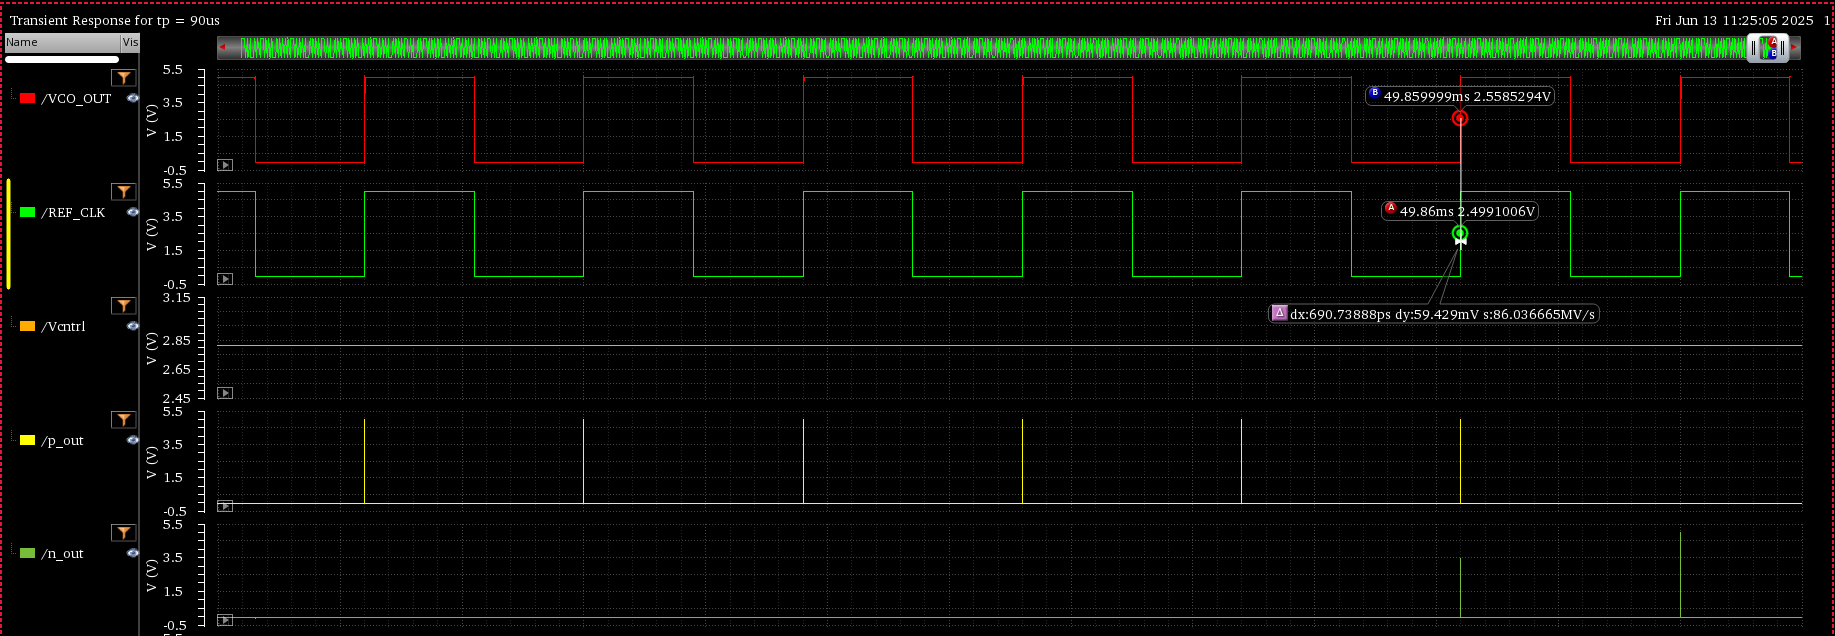 Transient Response for tp = 90us
Fri Jun 13 11:25:05 2025 1
Name Vis
A
B
/VCO_OUT
V (V)
5.5
3.5
1.5
-0.5
B 49.859999ms 2.5585294V
/REF_CLK
V (V)
5.5
3.5
1.5
-0.5
A 49.86ms 2.4991006V
Δ dx:690.73888ps dy:59.429mV s:86.036665MV/s
/Vcntrl
V (V)
3.15
2.85
2.65
2.45
/p_out
V (V)
5.5
3.5
1.5
-0.5
/n_out
V (V)
5.5
3.5
1.5
-0.5